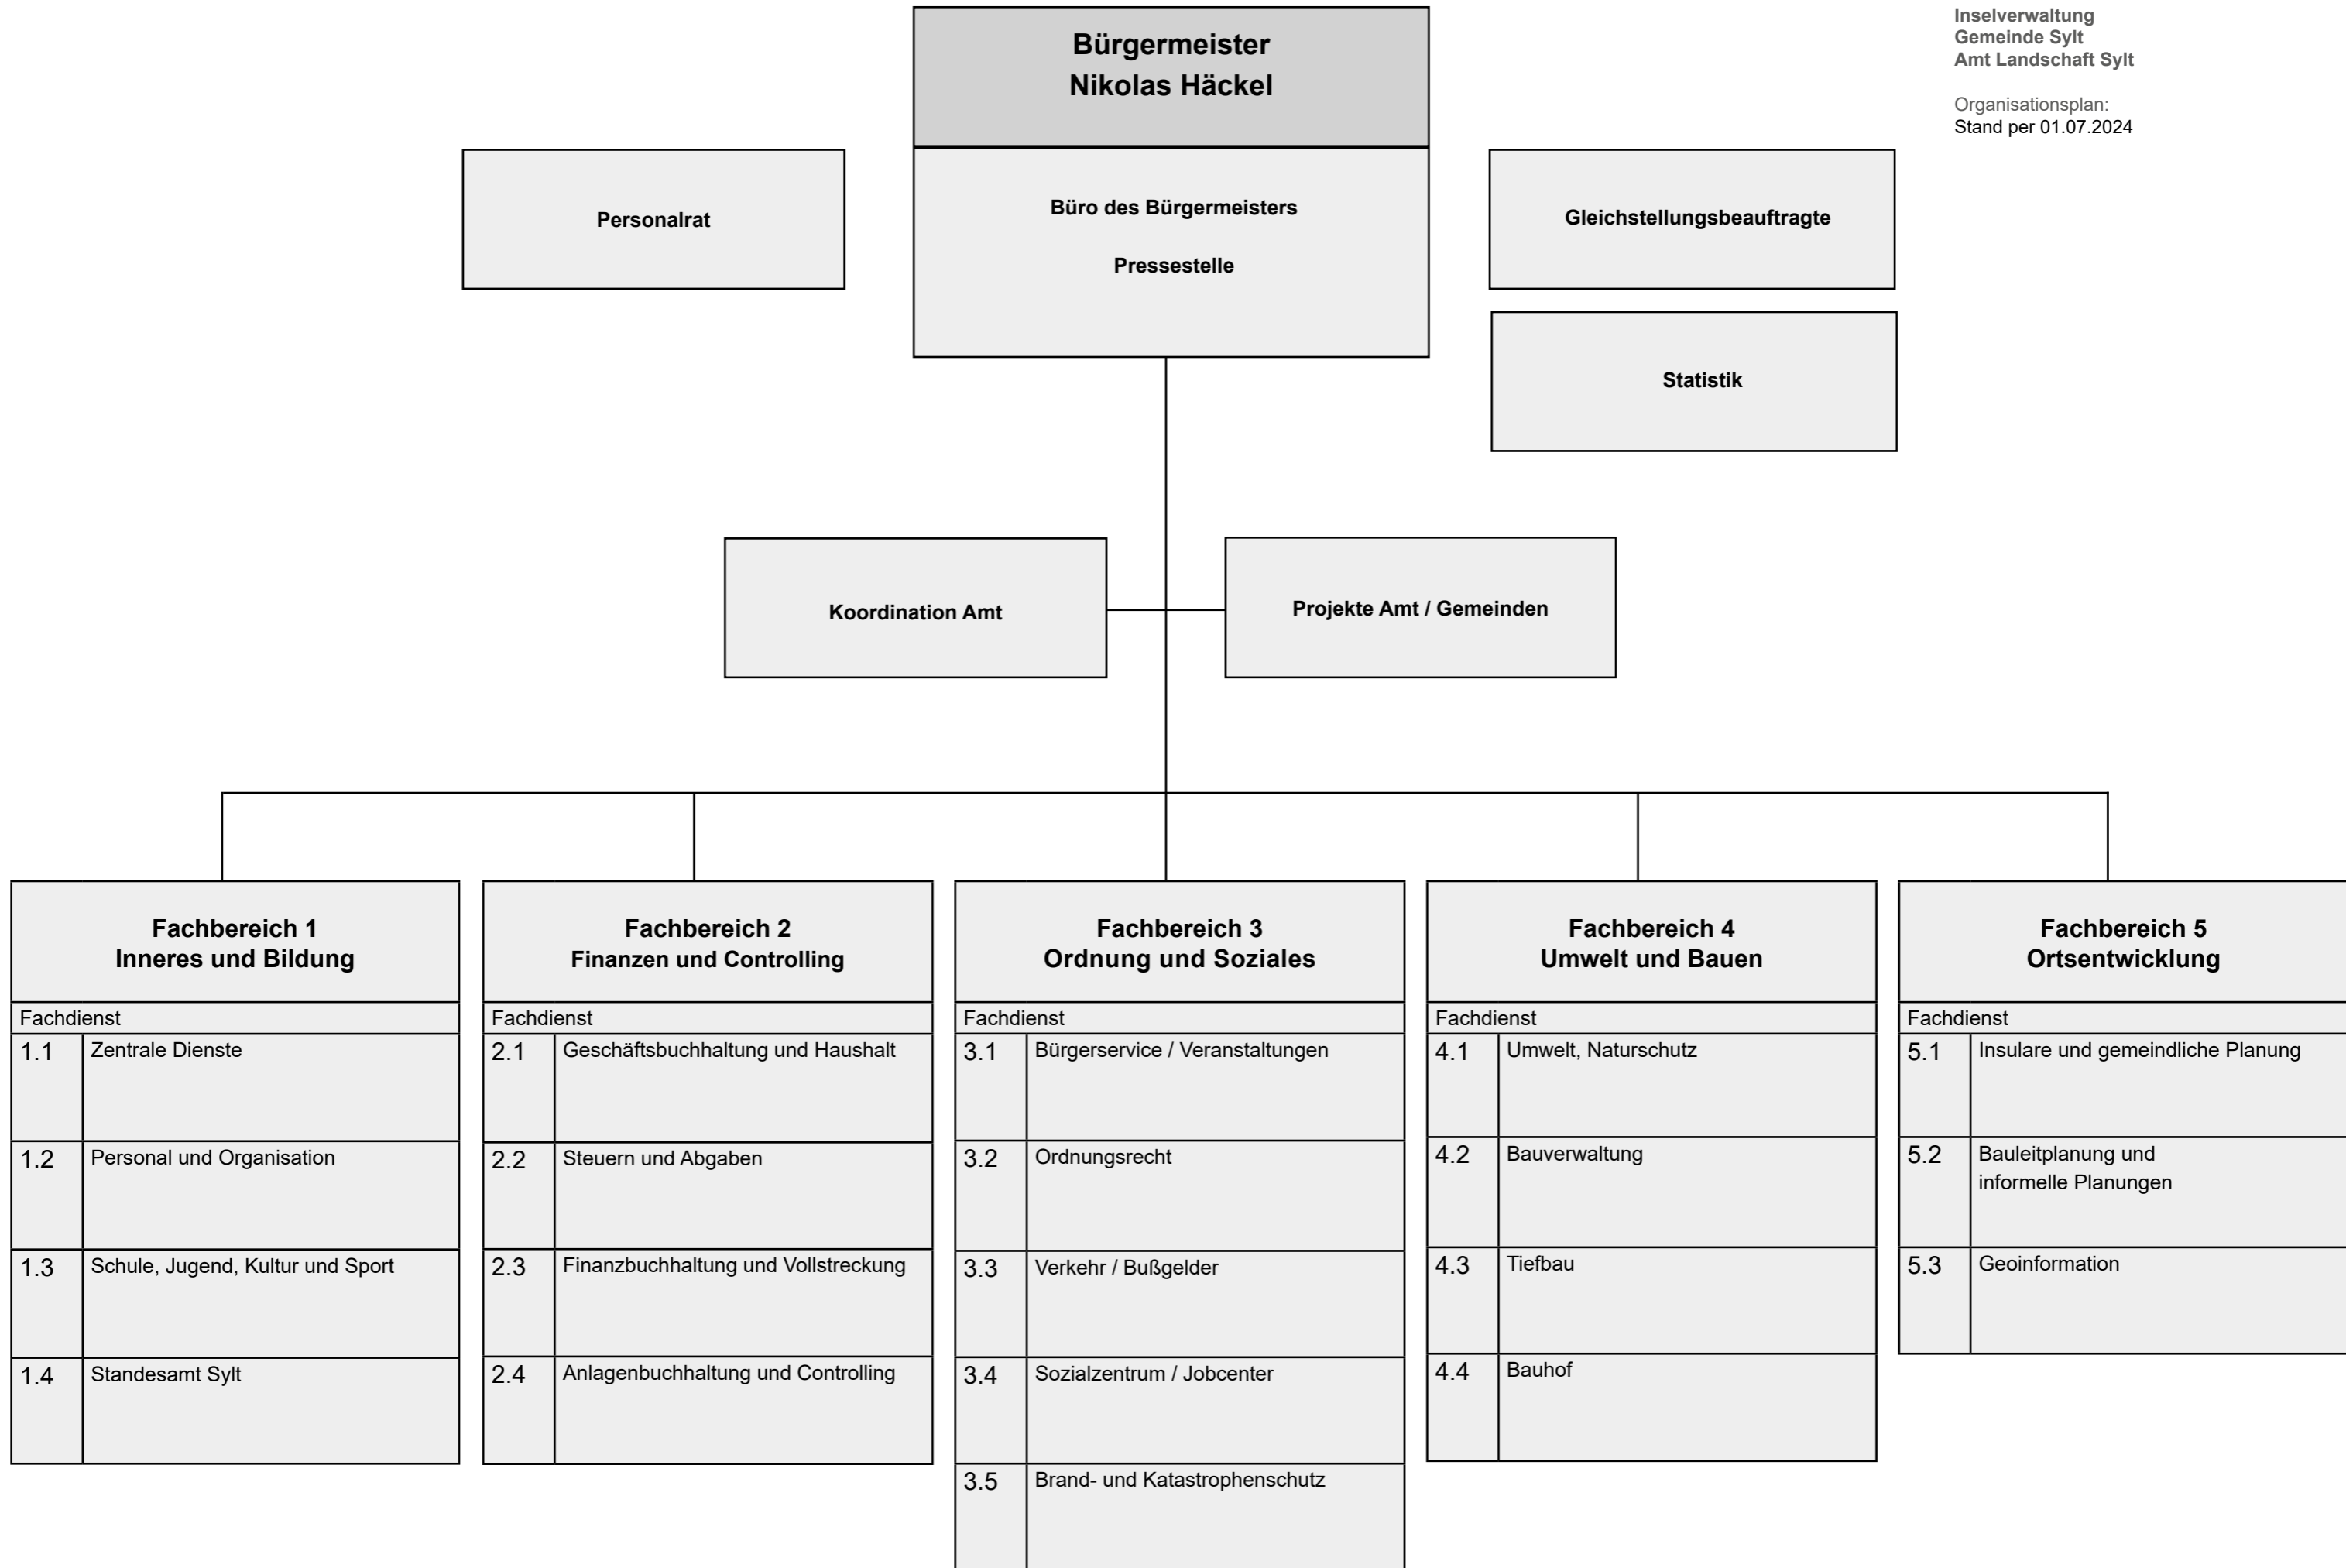 Inselverwaltung
Gemeinde Sylt
Amt Landschaft Sylt
Organisationsplan:
Stand per 01.07.2024
Bürgermeister
Nikolas Häckel
Büro des Bürgermeisters
Pressestelle
Personalrat
Gleichstellungsbeauftragte
Statistik
Koordination Amt
Projekte Amt / Gemeinden
Fachbereich 1
Inneres und Bildung
Fachdienst
1.1 Zentrale Dienste
1.2 Personal und Organisation
1.3 Schule, Jugend, Kultur und Sport
1.4 Standesamt Sylt
Fachbereich 2
Finanzen und Controlling
Fachdienst
2.1 Geschäftsbuchhaltung und Haushalt
2.2 Steuern und Abgaben
2.3 Finanzbuchhaltung und Vollstreckung
2.4 Anlagenbuchhaltung und Controlling
Fachbereich 3
Ordnung und Soziales
Fachdienst
3.1 Bürgerservice / Veranstaltungen
3.2 Ordnungsrecht
3.3 Verkehr / Bußgelder
3.4 Sozialzentrum / Jobcenter
3.5 Brand- und Katastrophenschutz
Fachbereich 4
Umwelt und Bauen
Fachdienst
4.1 Umwelt, Naturschutz
4.2 Bauverwaltung
4.3 Tiefbau
4.4 Bauhof
Fachbereich 5
Ortsentwicklung
Fachdienst
5.1 Insulare und gemeindliche Planung
5.2 Bauleitplanung und
informelle Planungen
5.3 Geoinformation